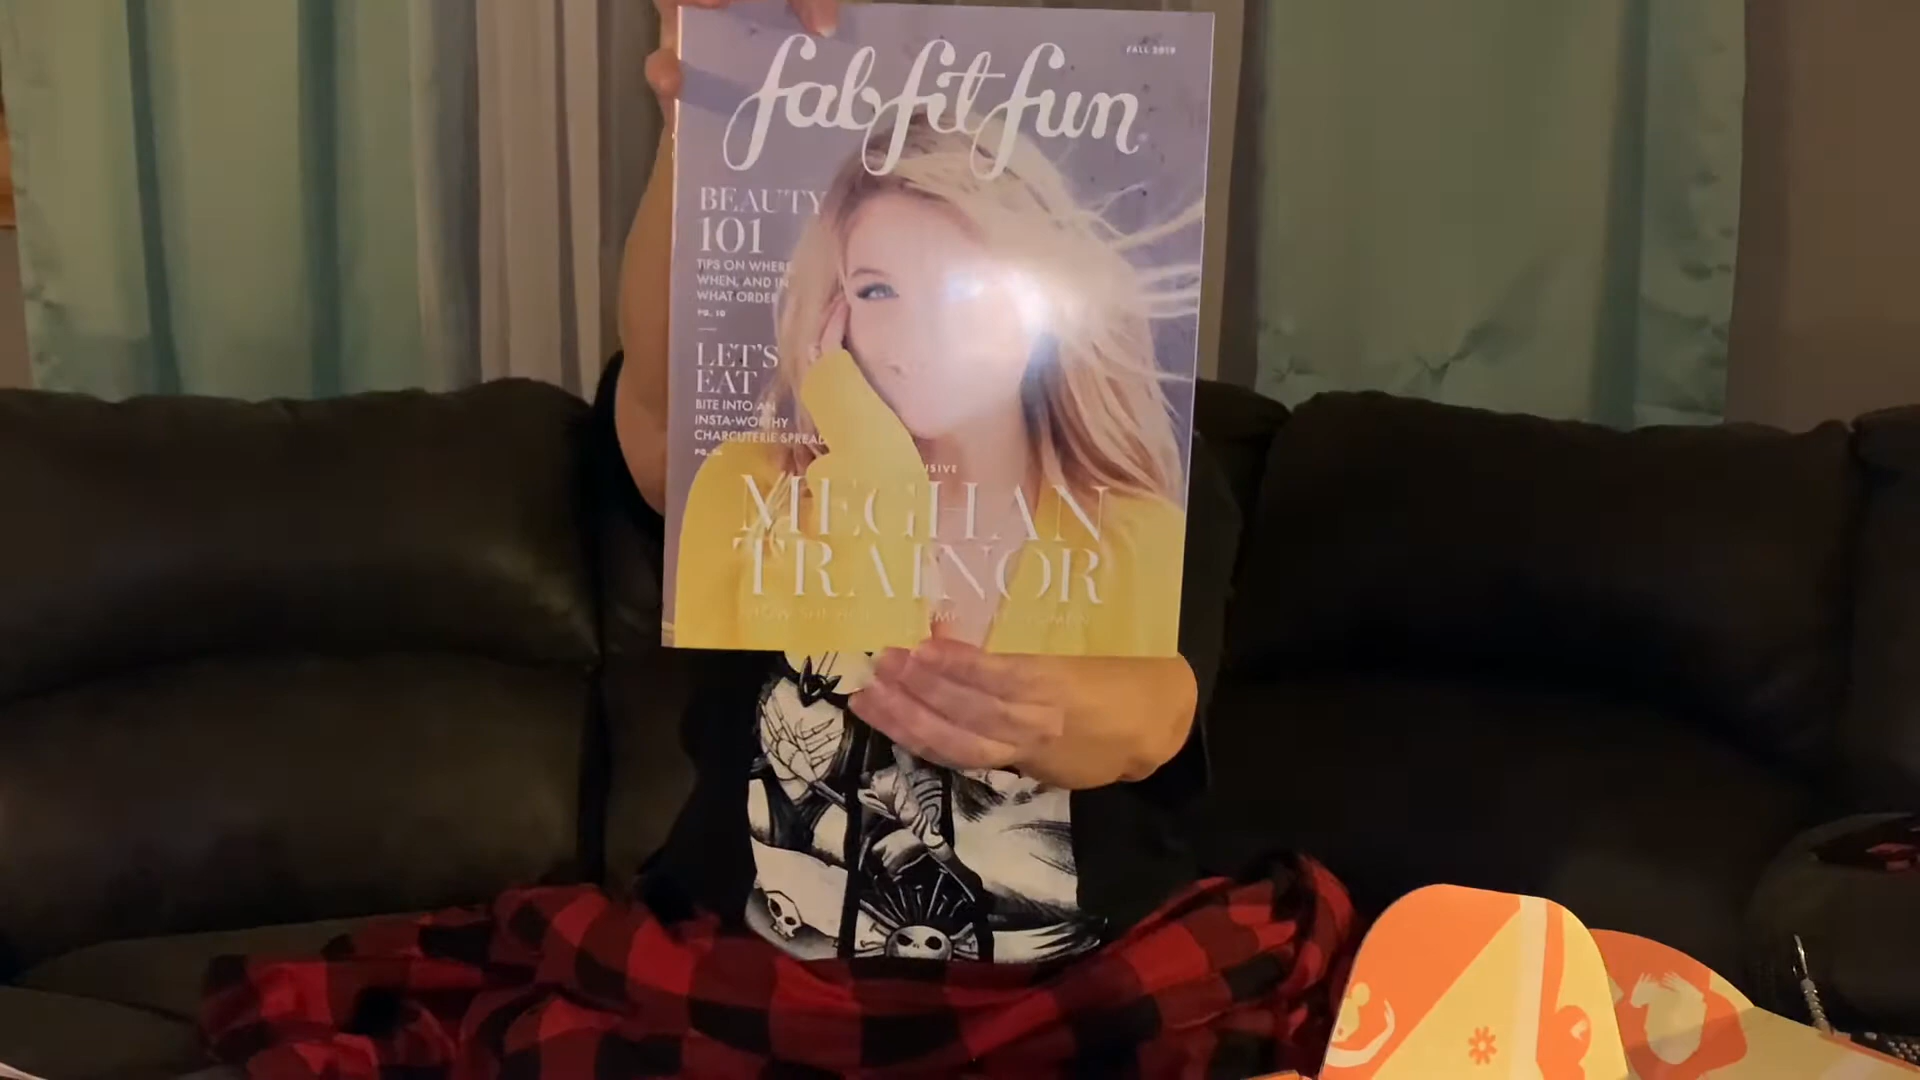 fabfitfun
FALL 2019
BEAUTY
101
TIPS ON WHERE,
WHEN, AND IN
WHAT ORDER
PG. 10
LET'S
EAT
BITE INTO AN
INSTA-WORTHY
CHARCUTERIE SPREAD
PG.
MEGHAN
TRAINOR